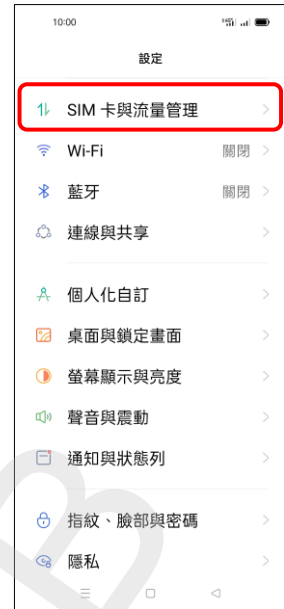 10:00
設定
SIM 卡與流量管理
Wi-Fi 關閉
藍牙 關閉
連線與共享
個人化自訂
桌面與鎖定畫面
螢幕顯示與亮度
聲音與震動
通知與狀態列
指紋、臉部與密碼
隱私